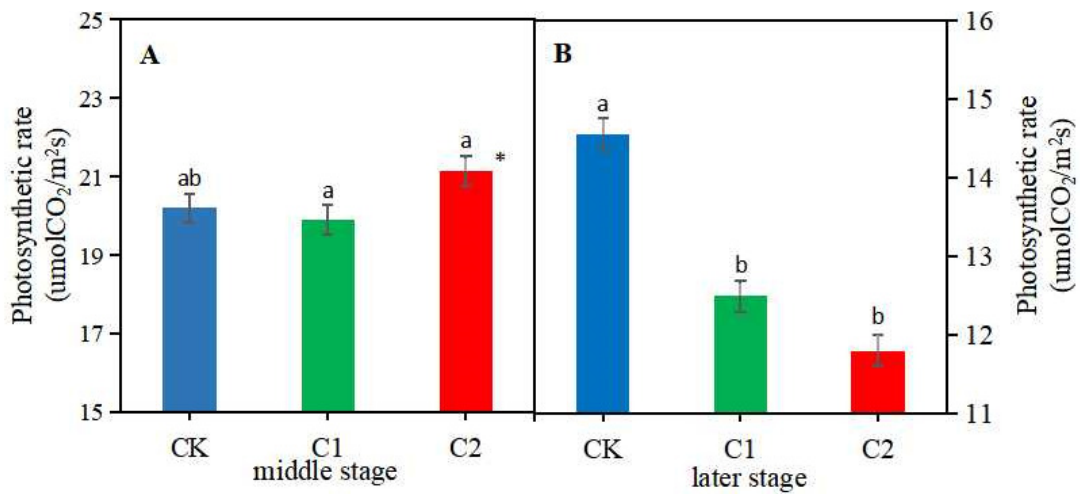 Photosynthetic rate
(umolCO₂/m²s)
25
23
21
19
17
15
A
ab
a
a
*
CK
C1
C2
middle stage
B
a
b
b
CK
C1
C2
later stage
16
15
14
13
12
11
Photosynthetic rate
(umolCO₂/m²s)